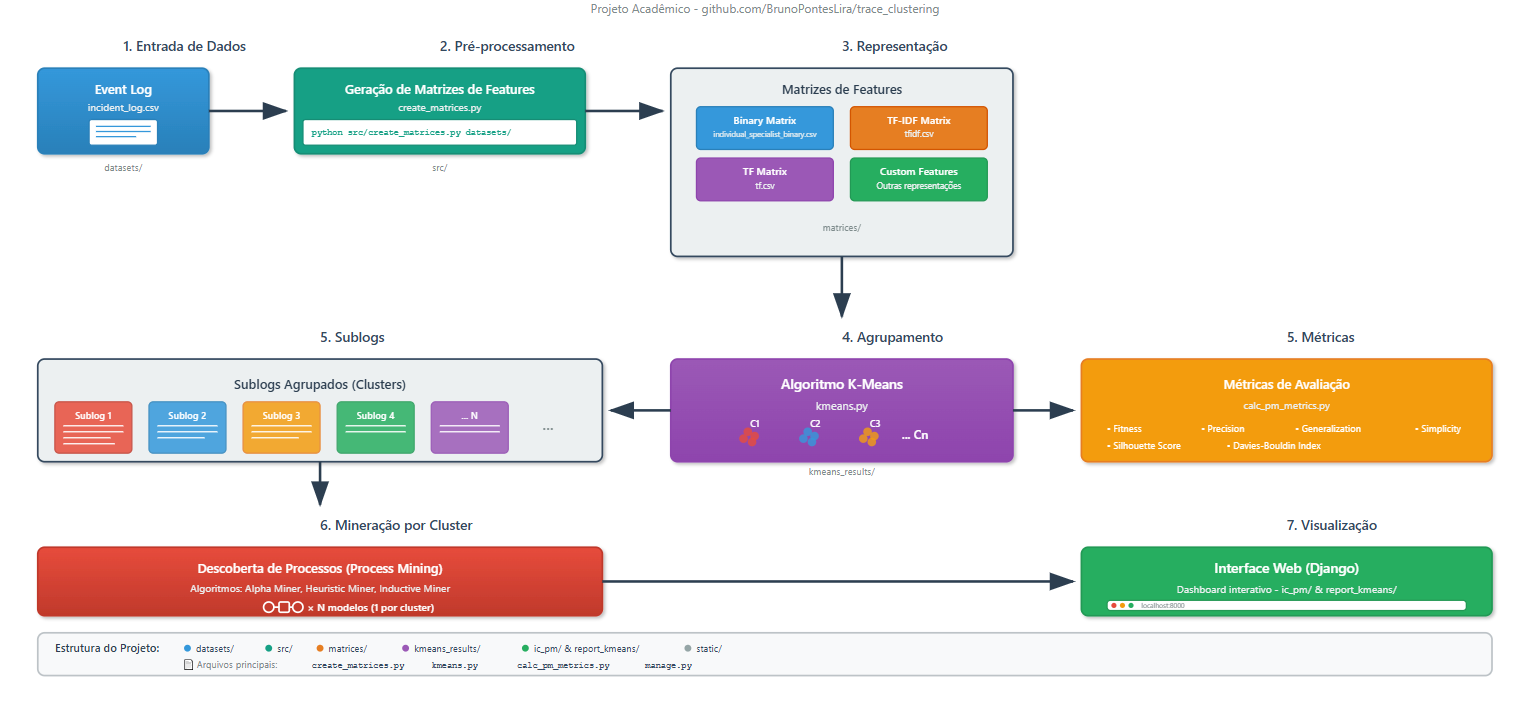 Projeto Acadêmico - github.com/BrunoPontesLira/trace_clustering
1. Entrada de Dados
2. Pré-processamento
3. Representação
Event Log
incident_log.csv
datasets/
Geração de Matrizes de Features
create_matrices.py
python src/create_matrices.py datasets/
src/
Matrizes de Features
Binary Matrix
individual_specialist_binary.csv
TF-IDF Matrix
tfidf.csv
TF Matrix
tf.csv
Custom Features
Outras representações
matrices/
5. Sublogs
4. Agrupamento
5. Métricas
Sublogs Agrupados (Clusters)
Sublog 1
Sublog 2
Sublog 3
Sublog 4
... N
...
Algoritmo K-Means
kmeans.py
C1
C2
C3
... Cn
kmeans_results/
Métricas de Avaliação
calc_pm_metrics.py
• Fitness
• Precision
• Generalization
• Simplicity
• Silhouette Score
• Davies-Bouldin Index
6. Mineração por Cluster
7. Visualização
Descoberta de Processos (Process Mining)
Algoritmos: Alpha Miner, Heuristic Miner, Inductive Miner
× N modelos (1 por cluster)
Interface Web (Django)
Dashboard interativo - ic_pm/ & report_kmeans/
localhost:8000
Estrutura do Projeto:
datasets/
src/
matrices/
kmeans_results/
ic_pm/ & report_kmeans/
static/
Arquivos principais:
create_matrices.py
kmeans.py
calc_pm_metrics.py
manage.py